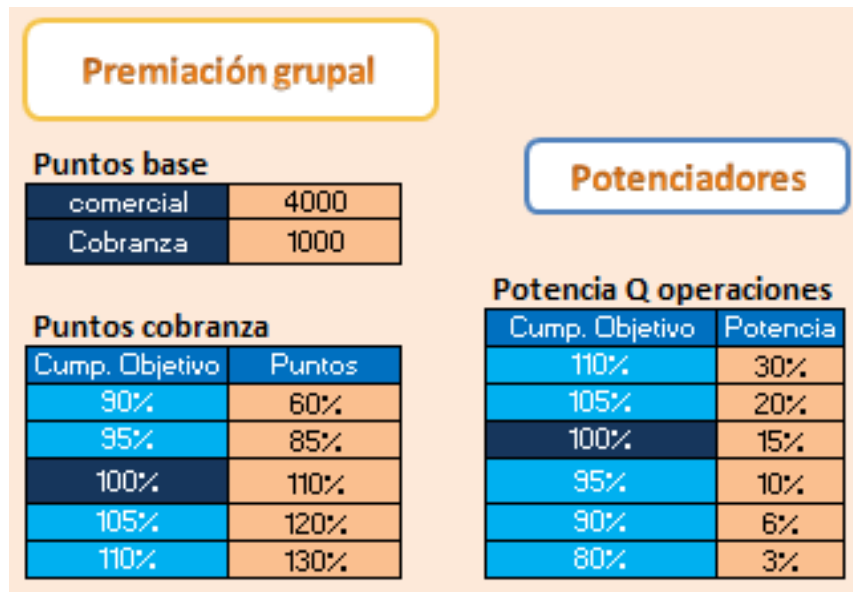 Premiación grupal
Puntos base
comercial 4000
Cobranza 1000
Puntos cobranza
Cump. Objetivo Puntos
90% 60%
95% 85%
100% 110%
105% 120%
110% 130%
Potenciadores
Potencia Q operaciones
Cump. Objetivo Potencia
110% 30%
105% 20%
100% 15%
95% 10%
90% 6%
80% 3%